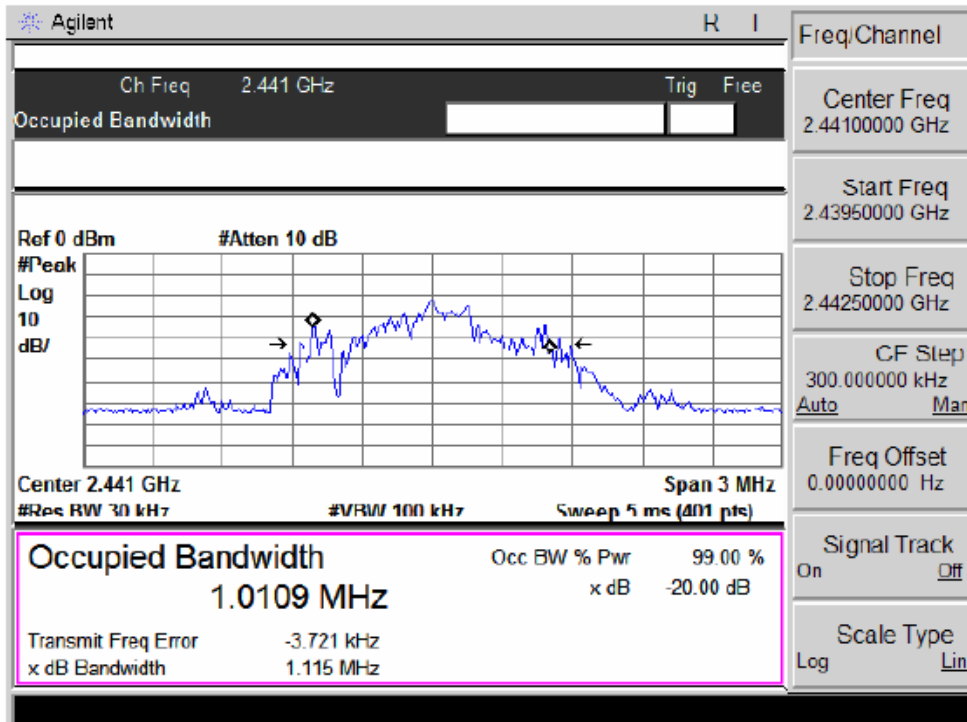 Agilent R I
Ch Freq 2.441 GHz Trig Free
Occupied Bandwidth
Ref 0 dBm #Atten 10 dB
#Peak
Log
10
dB/
Center 2.441 GHz Span 3 MHz
#Res BW 30 kHz #VBW 100 kHz Sweep 5 ms (401 pts)
Occupied Bandwidth Occ BW % Pwr 99.00 %
1.0109 MHz x dB -20.00 dB
Transmit Freq Error -3.721 kHz
x dB Bandwidth 1.115 MHz
Freq/Channel
Center Freq
2.44100000 GHz
Start Freq
2.43950000 GHz
Stop Freq
2.44250000 GHz
CF Step
300.000000 kHz
Auto Man
Freq Offset
0.00000000 Hz
Signal Track
On Off
Scale Type
Log Lin